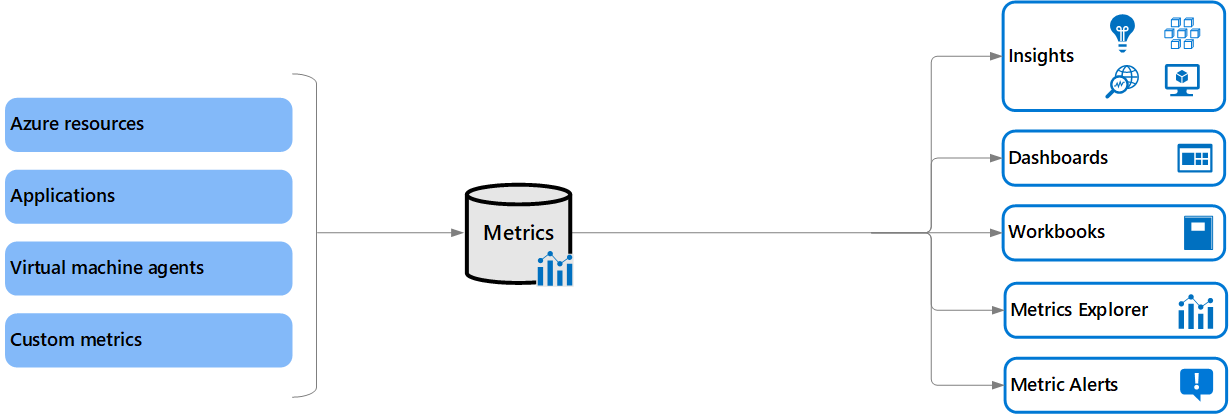 Azure resources
Applications
Virtual machine agents
Custom metrics
Metrics
Insights
Dashboards
Workbooks
Metrics Explorer
Metric Alerts